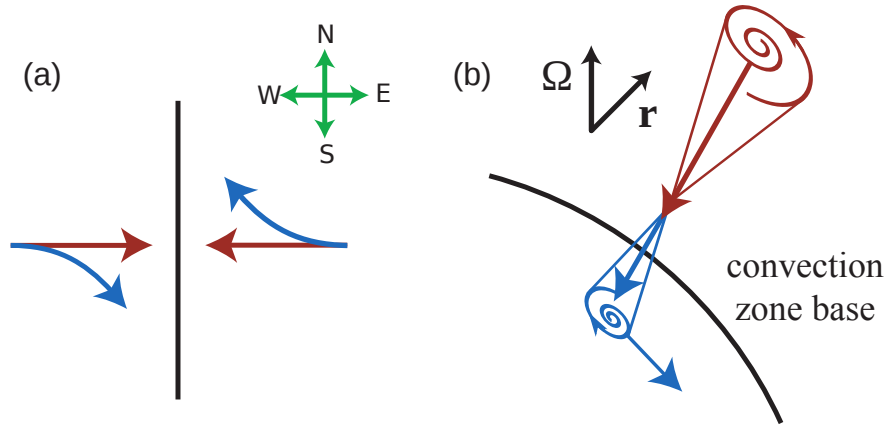 (a)
N
W E
S
(b)
Ω
r
convection
zone base